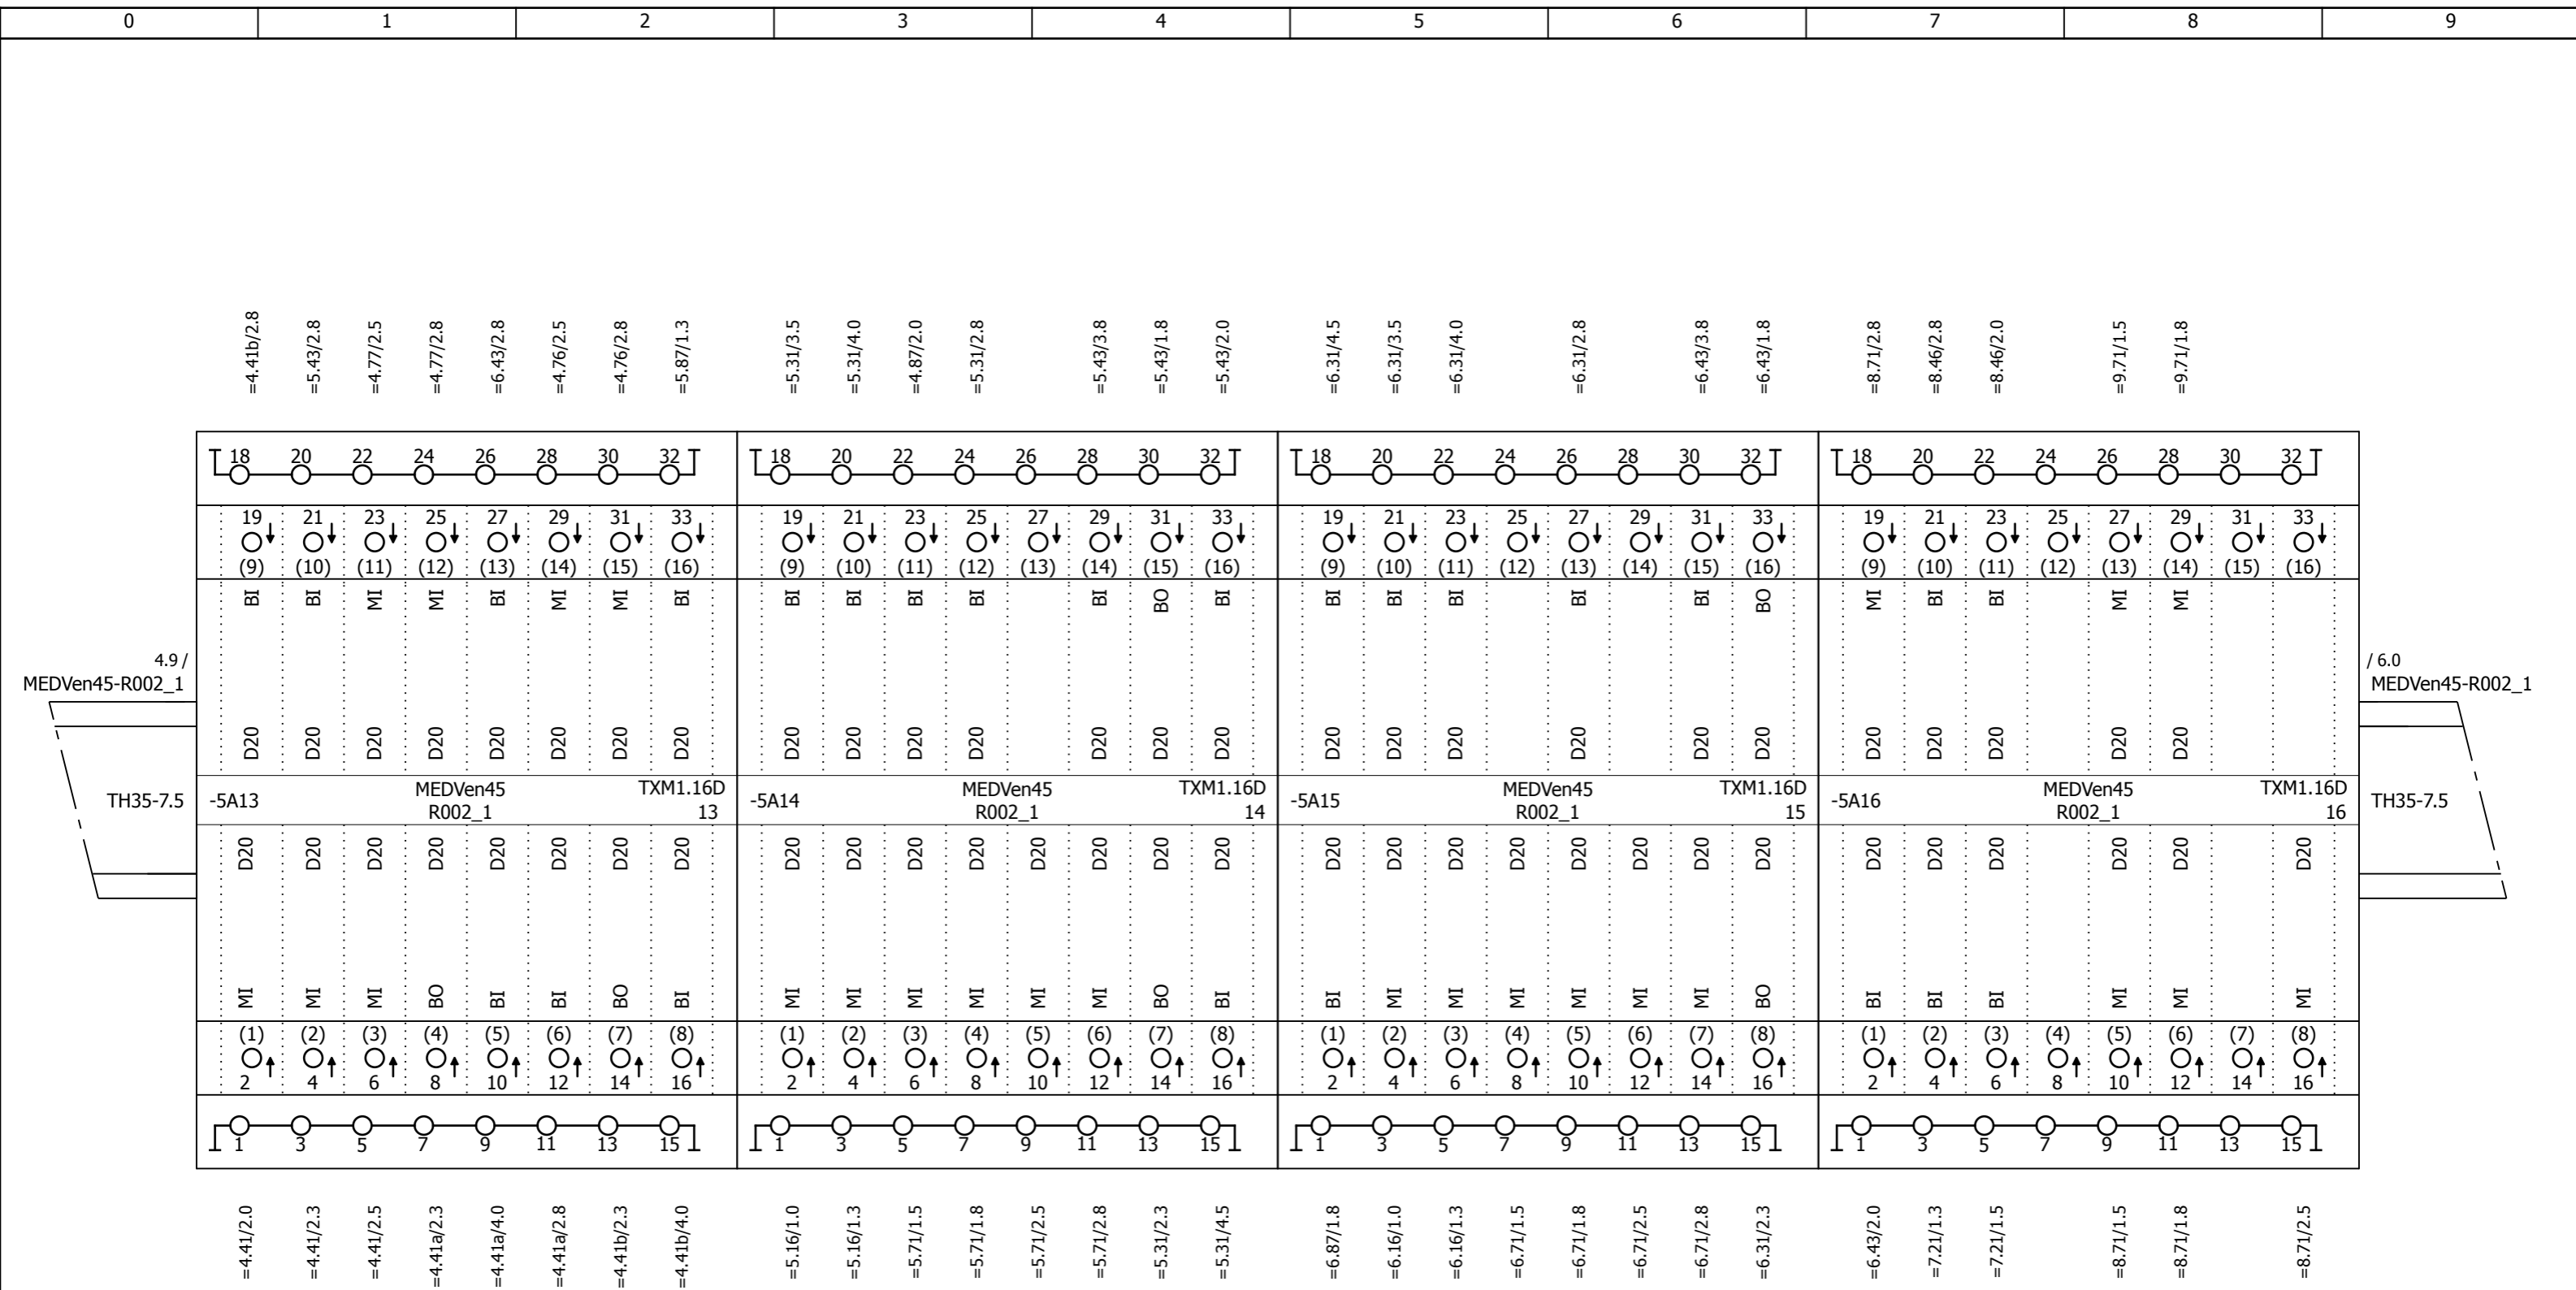 0 1 2 3 4 5 6 7 8 9
=4.41b/2.8 =5.43/2.8 =4.77/2.5 =4.77/2.8 =6.43/2.8 =4.76/2.5 =4.76/2.8 =5.87/1.3 =5.31/3.5 =5.31/4.0 =4.87/2.0 =5.31/2.8 =5.43/3.8 =5.43/1.8 =5.43/2.0 =6.31/4.5 =6.31/3.5 =6.31/4.0 =6.31/2.8 =6.43/3.8 =6.43/1.8 =8.71/2.8 =8.46/2.8 =8.46/2.0 =9.71/1.5 =9.71/1.8
18 20 22 24 26 28 30 32 18 20 22 24 26 28 30 32 18 20 22 24 26 28 30 32 18 20 22 24 26 28 30 32
19 21 23 25 27 29 31 33 19 21 23 25 27 29 31 33 19 21 23 25 27 29 31 33 19 21 23 25 27 29 31 33
(9) (10) (11) (12) (13) (14) (15) (16) (9) (10) (11) (12) (13) (14) (15) (16) (9) (10) (11) (12) (13) (14) (15) (16) (9) (10) (11) (12) (13) (14) (15) (16)
BI BI MI MI BI MI MI BI BI BI BI BI BI BO BI BI BI BI BI BI BO MI BI BI MI MI
4.9 / / 6.0
MEDVen45-R002_1 MEDVen45-R002_1
D20 D20 D20 D20 D20 D20 D20 D20 D20 D20 D20 D20 D20 D20 D20 D20 D20 D20 D20 D20 D20 D20 D20 D20 D20 D20
TH35-7.5 -5A13 MEDVen45 TXM1.16D -5A14 MEDVen45 TXM1.16D -5A15 MEDVen45 TXM1.16D -5A16 MEDVen45 TXM1.16D TH35-7.5
R002_1 13 R002_1 14 R002_1 15 R002_1 16
D20 D20 D20 D20 D20 D20 D20 D20 D20 D20 D20 D20 D20 D20 D20 D20 D20 D20 D20 D20 D20 D20 D20 D20 D20 D20 D20 D20 D20 D20
MI MI MI BO BI BI BO BI MI MI MI MI MI MI BO BI BI MI MI MI MI MI MI BO BI BI BI MI MI MI
(1) (2) (3) (4) (5) (6) (7) (8) (1) (2) (3) (4) (5) (6) (7) (8) (1) (2) (3) (4) (5) (6) (7) (8) (1) (2) (3) (4) (5) (6) (7) (8)
2 4 6 8 10 12 14 16 2 4 6 8 10 12 14 16 2 4 6 8 10 12 14 16 2 4 6 8 10 12 14 16
1 3 5 7 9 11 13 15 1 3 5 7 9 11 13 15 1 3 5 7 9 11 13 15 1 3 5 7 9 11 13 15
=4.41/2.0 =4.41/2.3 =4.41/2.5 =4.41a/2.3 =4.41a/4.0 =4.41a/2.8 =4.41b/2.3 =4.41b/4.0 =5.16/1.0 =5.16/1.3 =5.71/1.5 =5.71/1.8 =5.71/2.5 =5.71/2.8 =5.31/2.3 =5.31/4.5 =6.87/1.8 =6.16/1.0 =6.16/1.3 =6.71/1.5 =6.71/1.8 =6.71/2.5 =6.71/2.8 =6.31/2.3 =6.43/2.0 =7.21/1.3 =7.21/1.5 =8.71/1.5 =8.71/1.8 =8.71/2.5